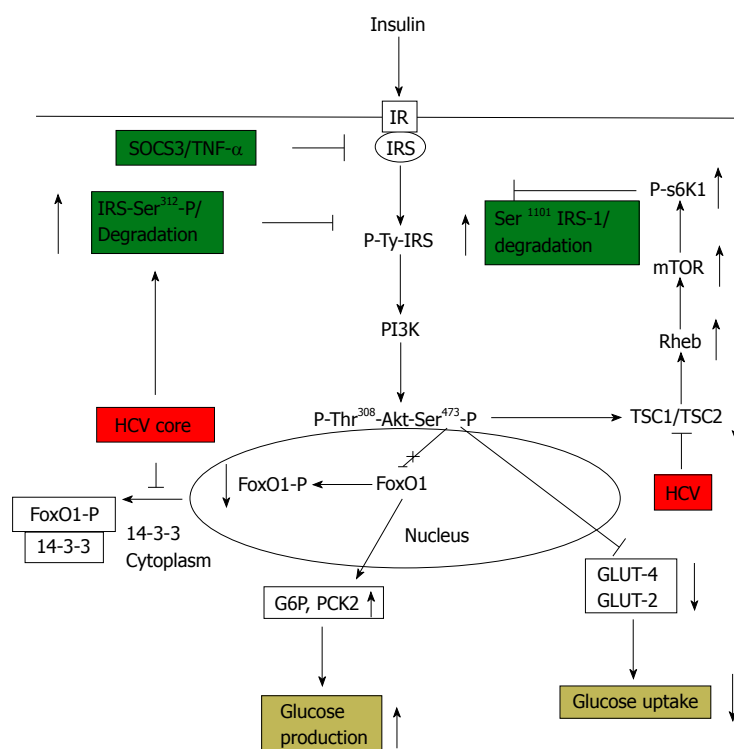 Insulin
IR
IRS
SOCS3/TNF-α
IRS-Ser³¹²-P/
Degradation
P-Ty-IRS
Ser ¹¹⁰¹ IRS-1/
degradation
P-s6K1
mTOR
PI3K
Rheb
HCV core
P-Thr³⁰⁸-Akt-Ser⁴⁷³-P
TSC1/TSC2
FoxO1-P
FoxO1
HCV
FoxO1-P
14-3-3
14-3-3
Cytoplasm
Nucleus
G6P, PCK2
GLUT-4
GLUT-2
Glucose
production
Glucose uptake